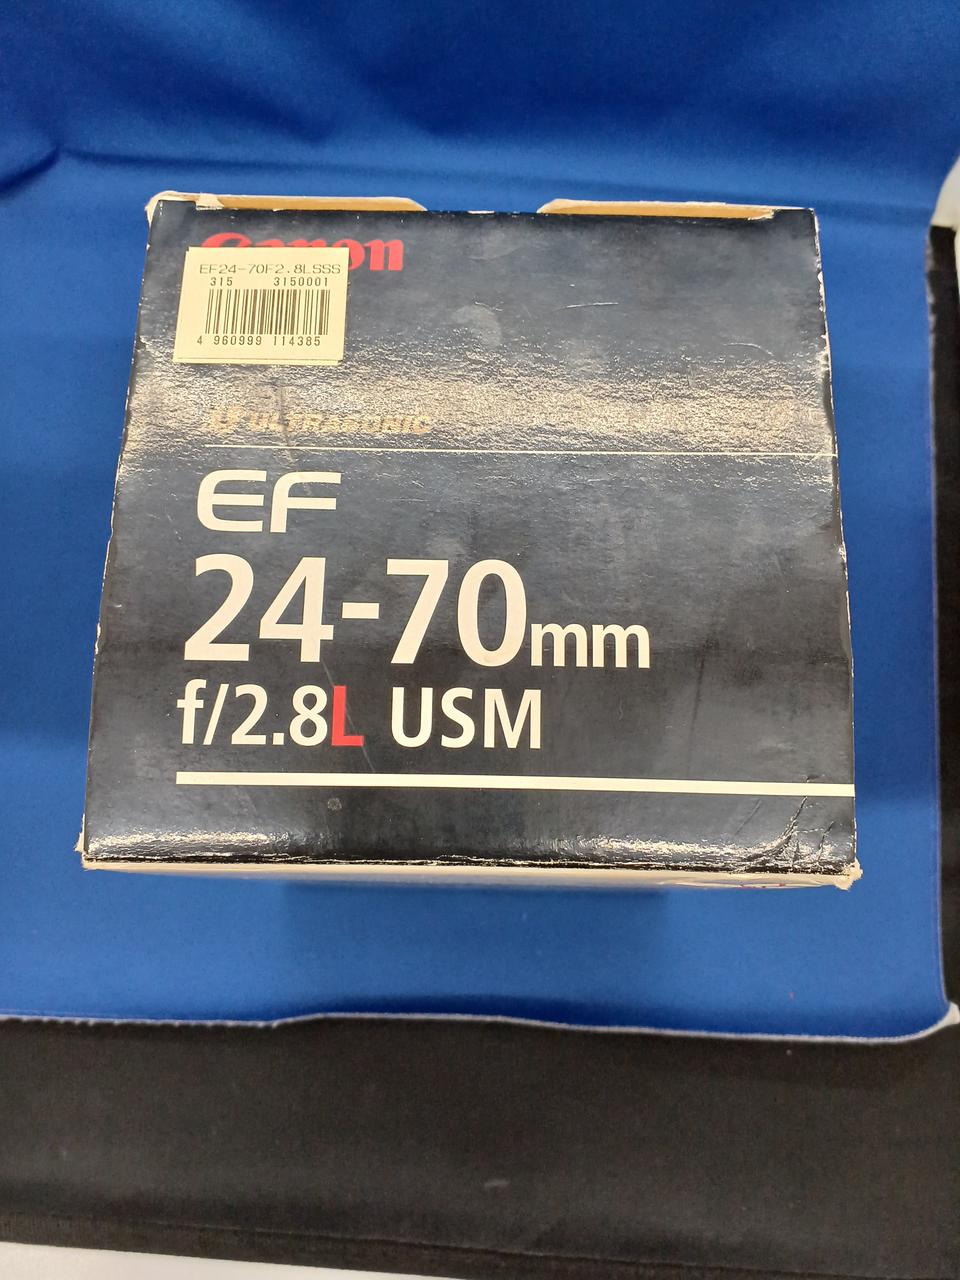 Canon
EF24-70F2.8LSSS
315 3150001
4 960999 114385
ULTRASONIC
EF
24-70mm
f/2.8L USM